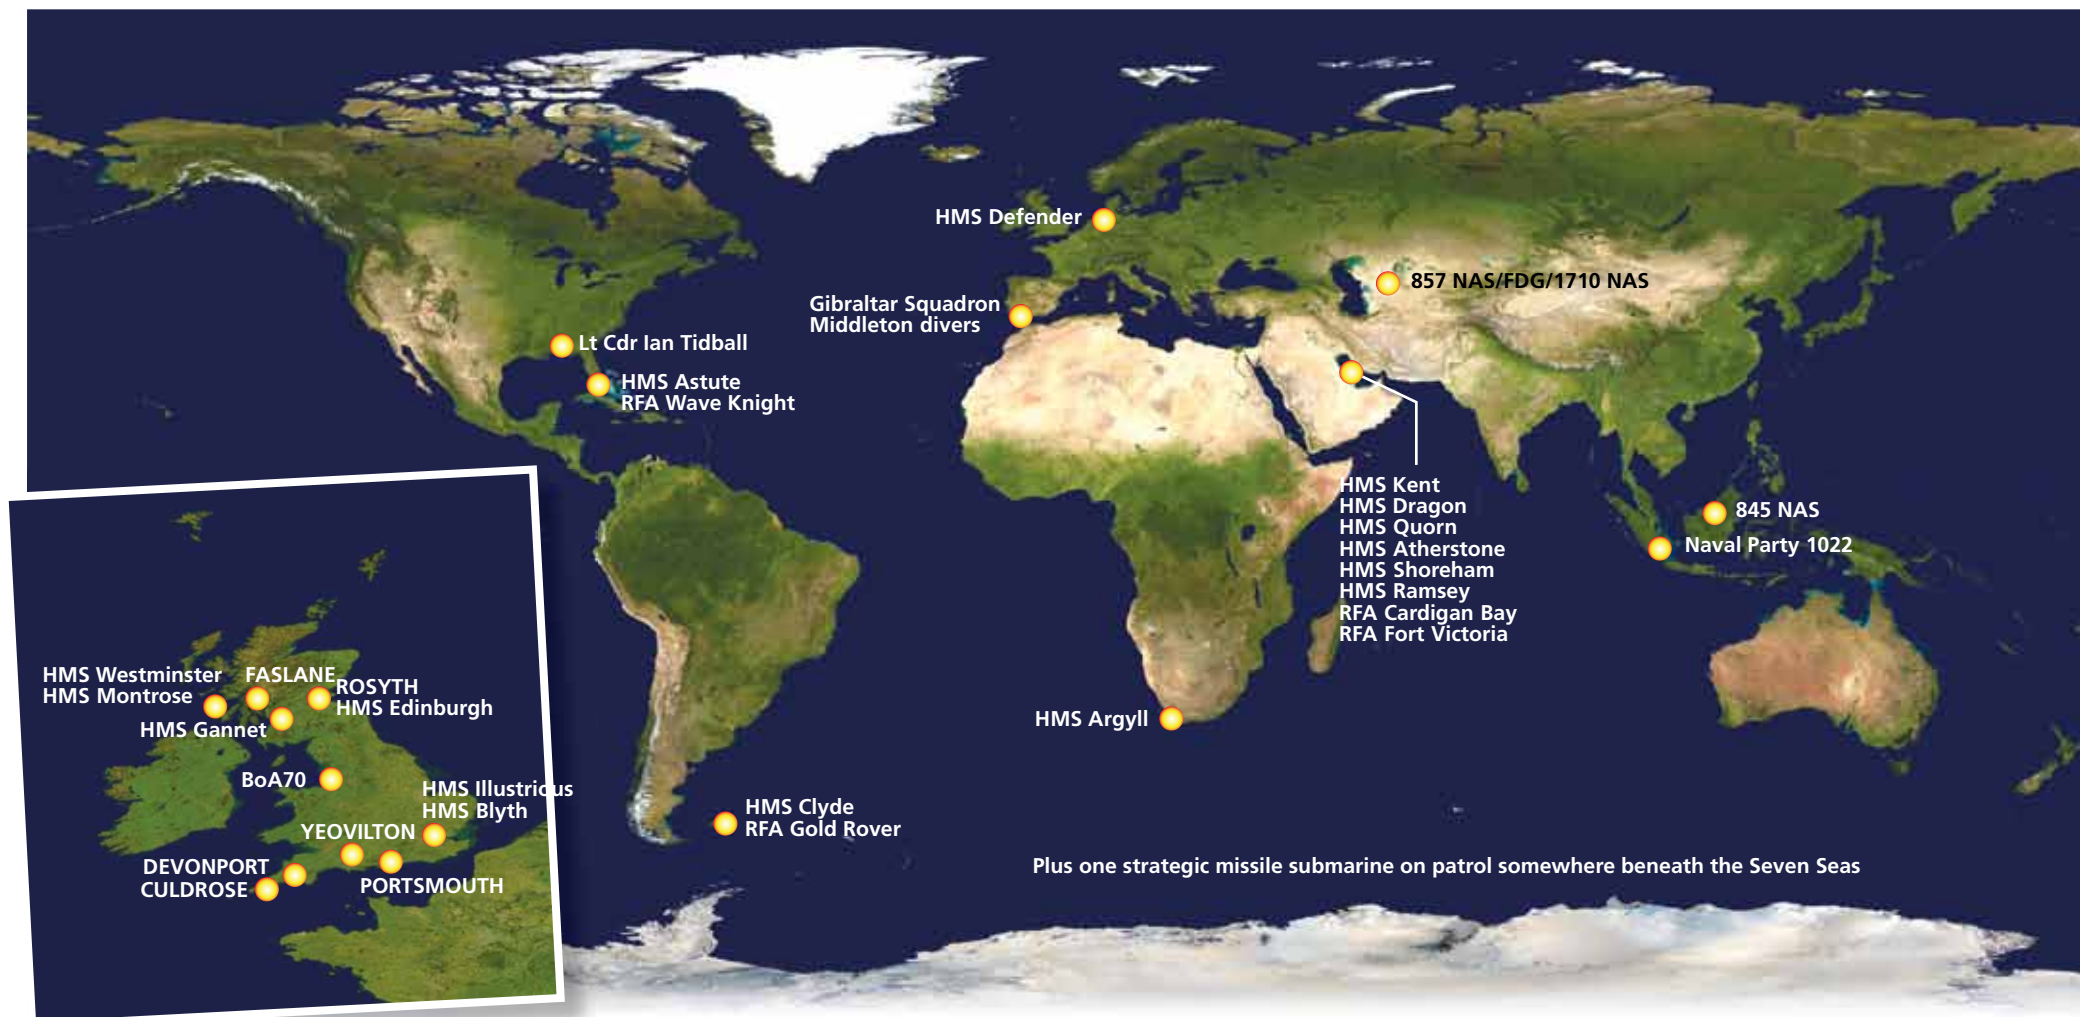 HMS Defender
857 NAS/FDG/1710 NAS
Gibraltar Squadron
Middleton divers
Lt Cdr Ian Tidball
HMS Astute
RFA Wave Knight
HMS Kent
HMS Dragon
HMS Quorn
HMS Atherstone
HMS Shoreham
HMS Ramsey
RFA Cardigan Bay
RFA Fort Victoria
845 NAS
Naval Party 1022
HMS Argyll
HMS Clyde
RFA Gold Rover
Plus one strategic missile submarine on patrol somewhere beneath the Seven Seas
HMS Westminster
HMS Montrose
FASLANE
ROSYTH
HMS Edinburgh
HMS Gannet
BoA70
HMS Illustrious
HMS Blyth
YEOVILTON
DEVONPORT
CULDROSE
PORTSMOUTH